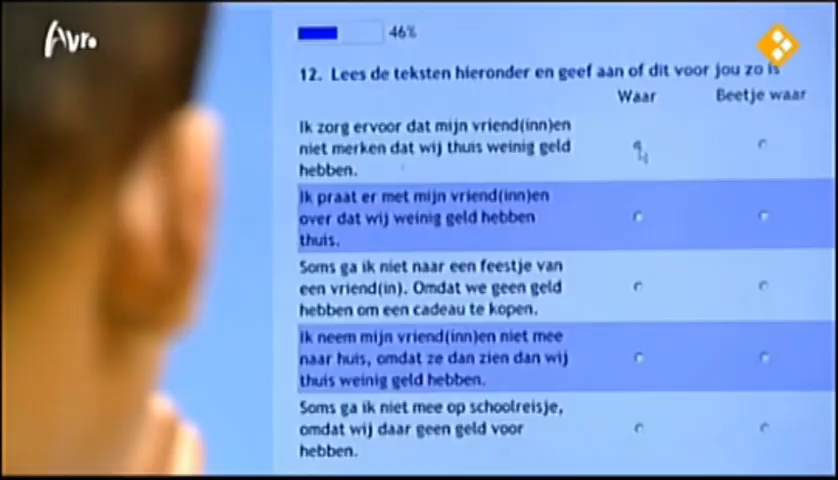 Avro
46%
12. Lees de teksten hieronder en geef aan of dit voor jou zo is
Waar Beetje waar
Ik zorg ervoor dat mijn vriend(inn)en
niet merken dat wij thuis weinig geld
hebben.
Ik praat er met mijn vriend(inn)en
over dat wij weinig geld hebben
thuis.
Soms ga ik niet naar een feestje van
een vriend(in). Omdat we geen geld
hebben om een cadeau te kopen.
Ik neem mijn vriend(inn)en niet mee
naar huis, omdat ze dan zien dan wij
thuis weinig geld hebben.
Soms ga ik niet mee op schoolreisje,
omdat wij daar geen geld voor
hebben.